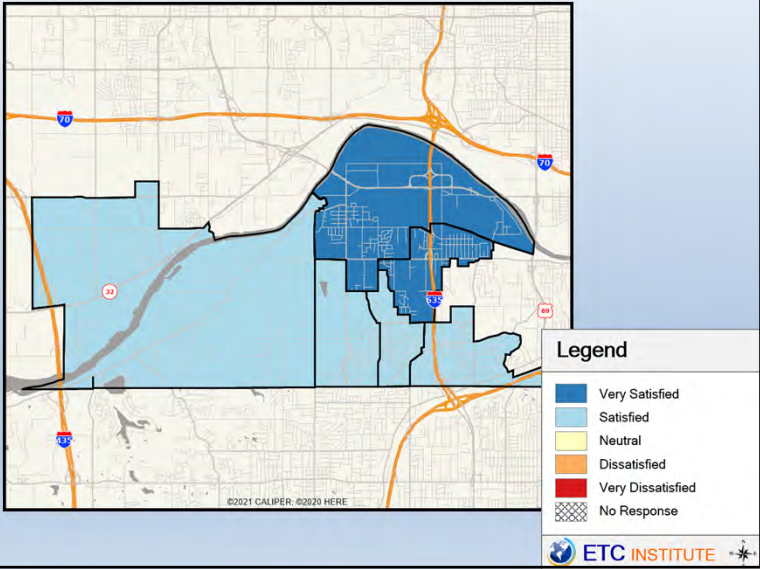 70
70
32
635
69
435
©2021 CALIPER; ©2020 HERE
Legend
Very Satisfied
Satisfied
Neutral
Dissatisfied
Very Dissatisfied
No Response
ETC INSTITUTE
N
W E
S